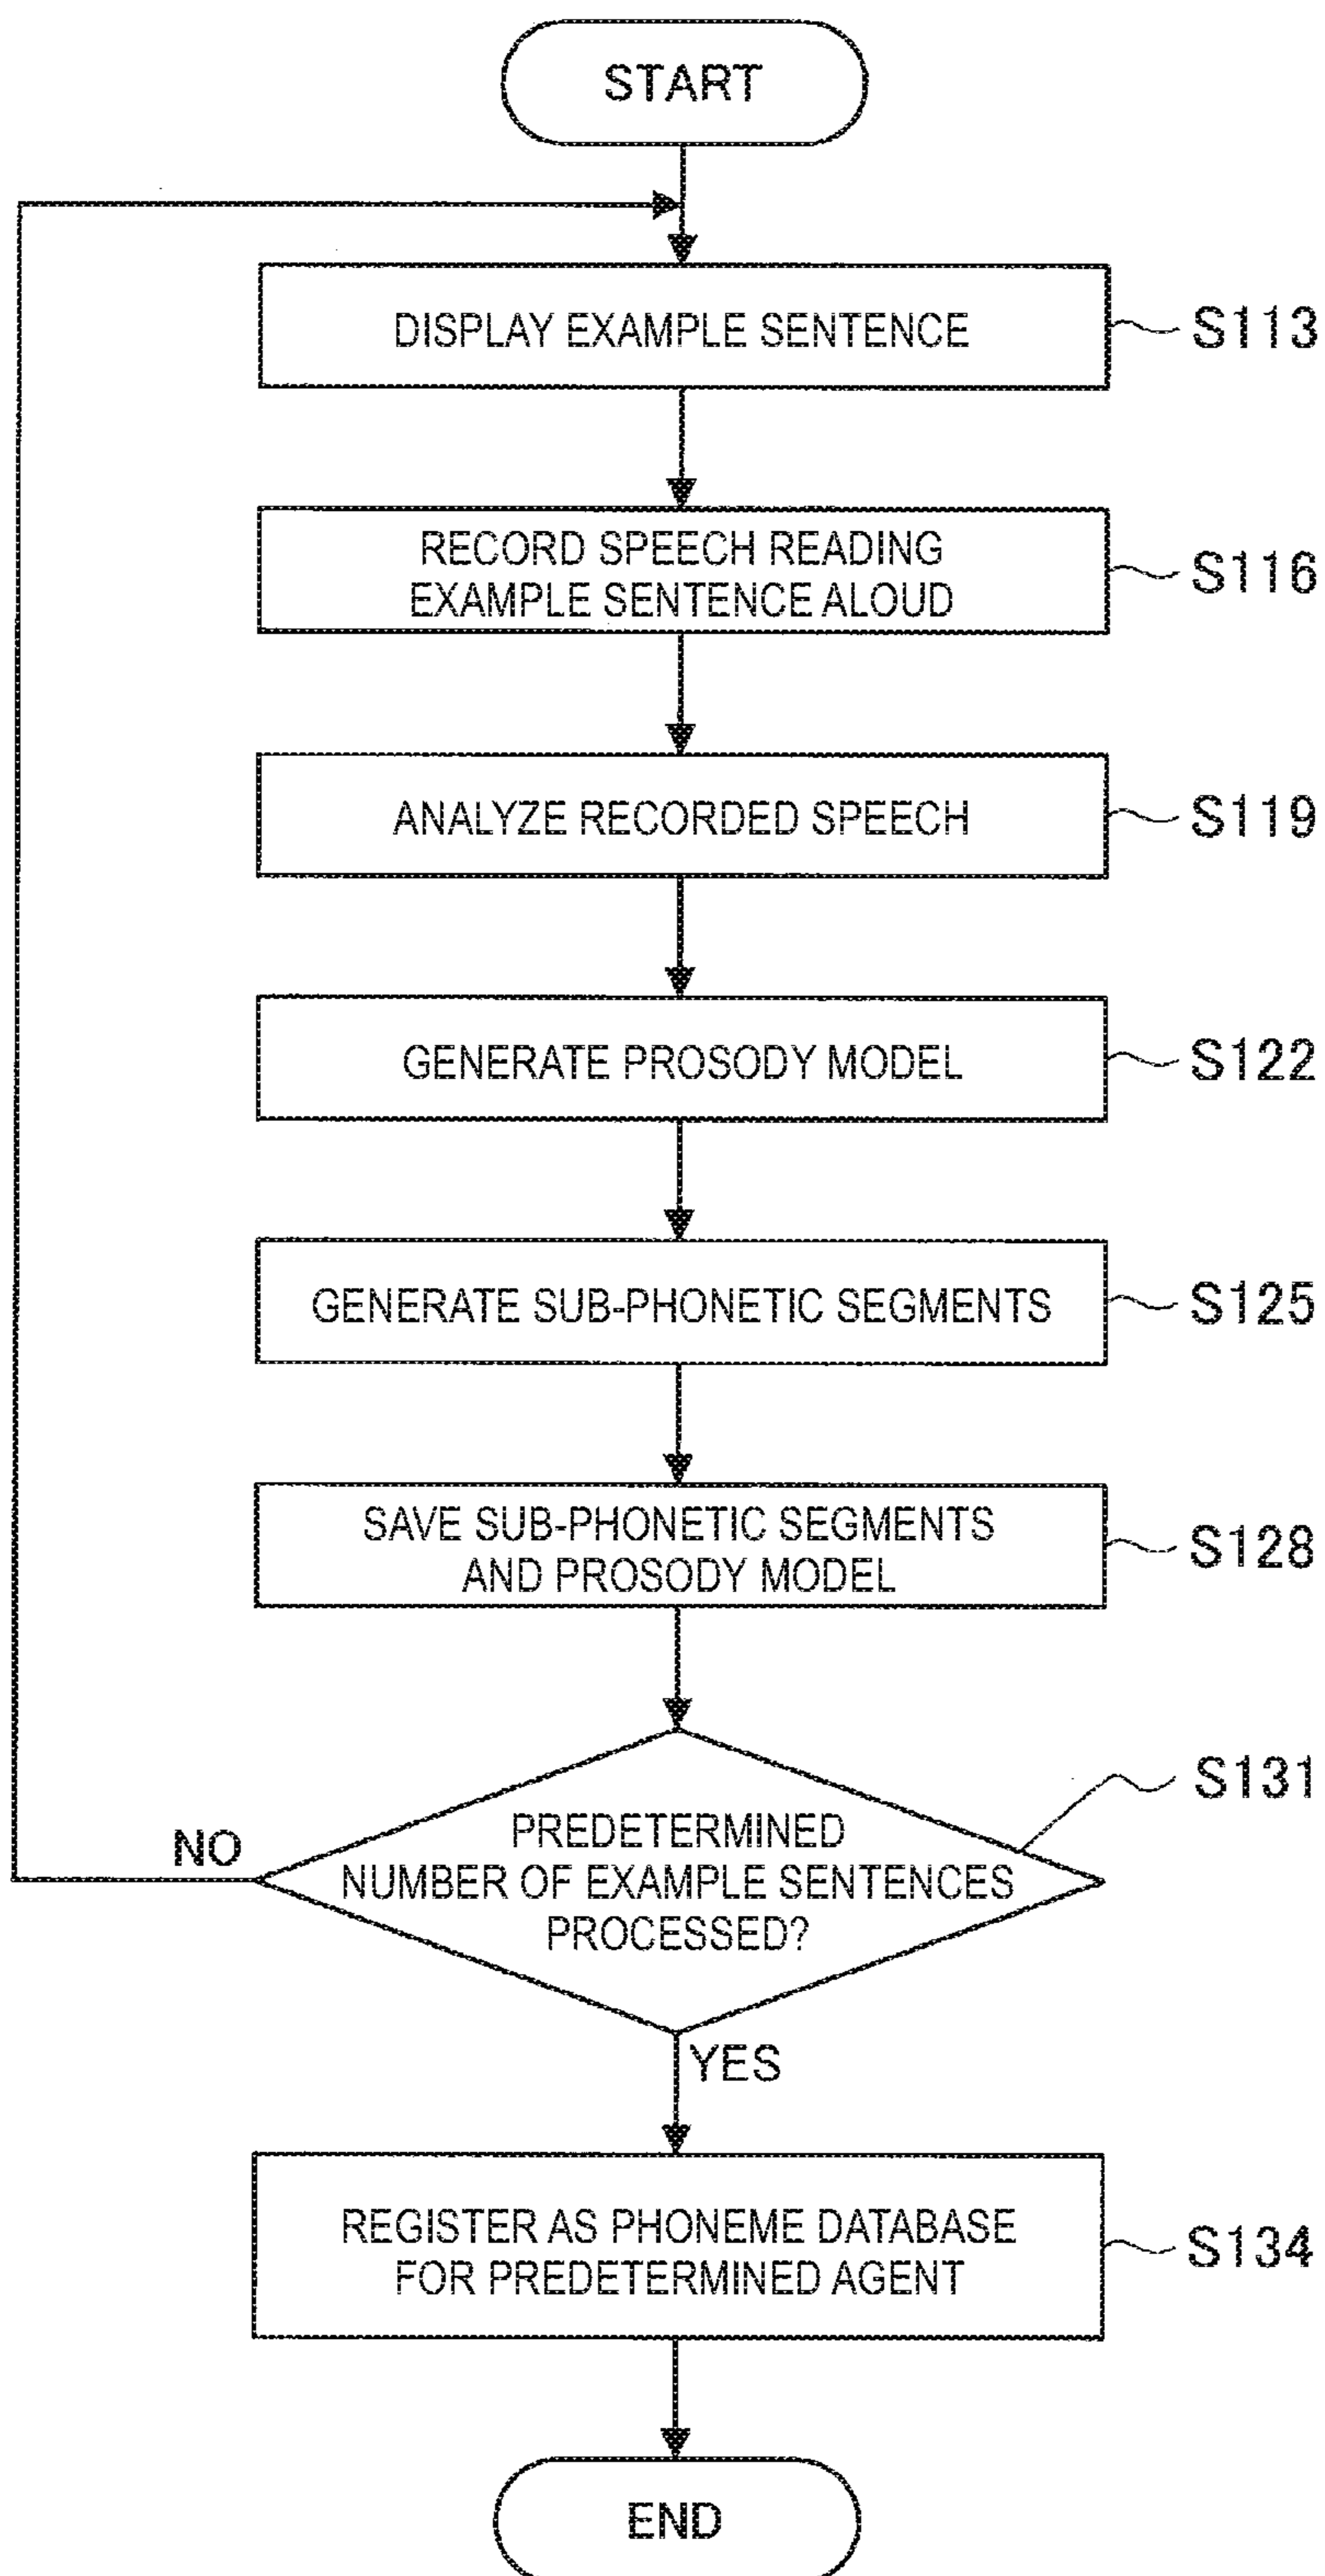 START
DISPLAY EXAMPLE SENTENCE
S113
RECORD SPEECH READING
EXAMPLE SENTENCE ALOUD
S116
ANALYZE RECORDED SPEECH
S119
GENERATE PROSODY MODEL
S122
GENERATE SUB-PHONETIC SEGMENTS
S125
SAVE SUB-PHONETIC SEGMENTS
AND PROSODY MODEL
S128
S131
NO
PREDETERMINED
NUMBER OF EXAMPLE SENTENCES
PROCESSED?
YES
REGISTER AS PHONEME DATABASE
FOR PREDETERMINED AGENT
S134
END